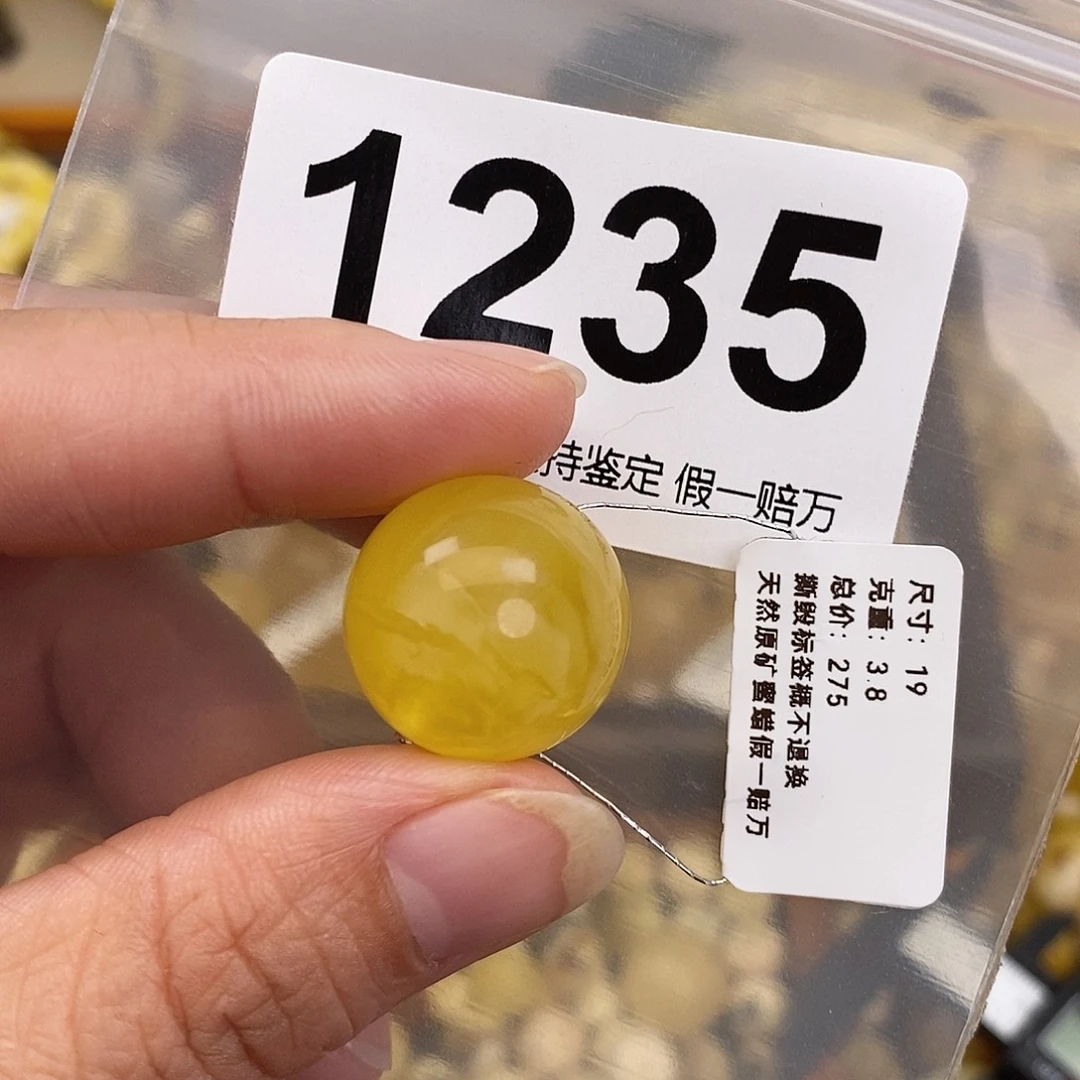 1235
持鉴定 假一赔万
尺寸: 19
克重: 3.8
总价: 275
撕毁标签概不退换
天然原矿蜜蜡假一赔万